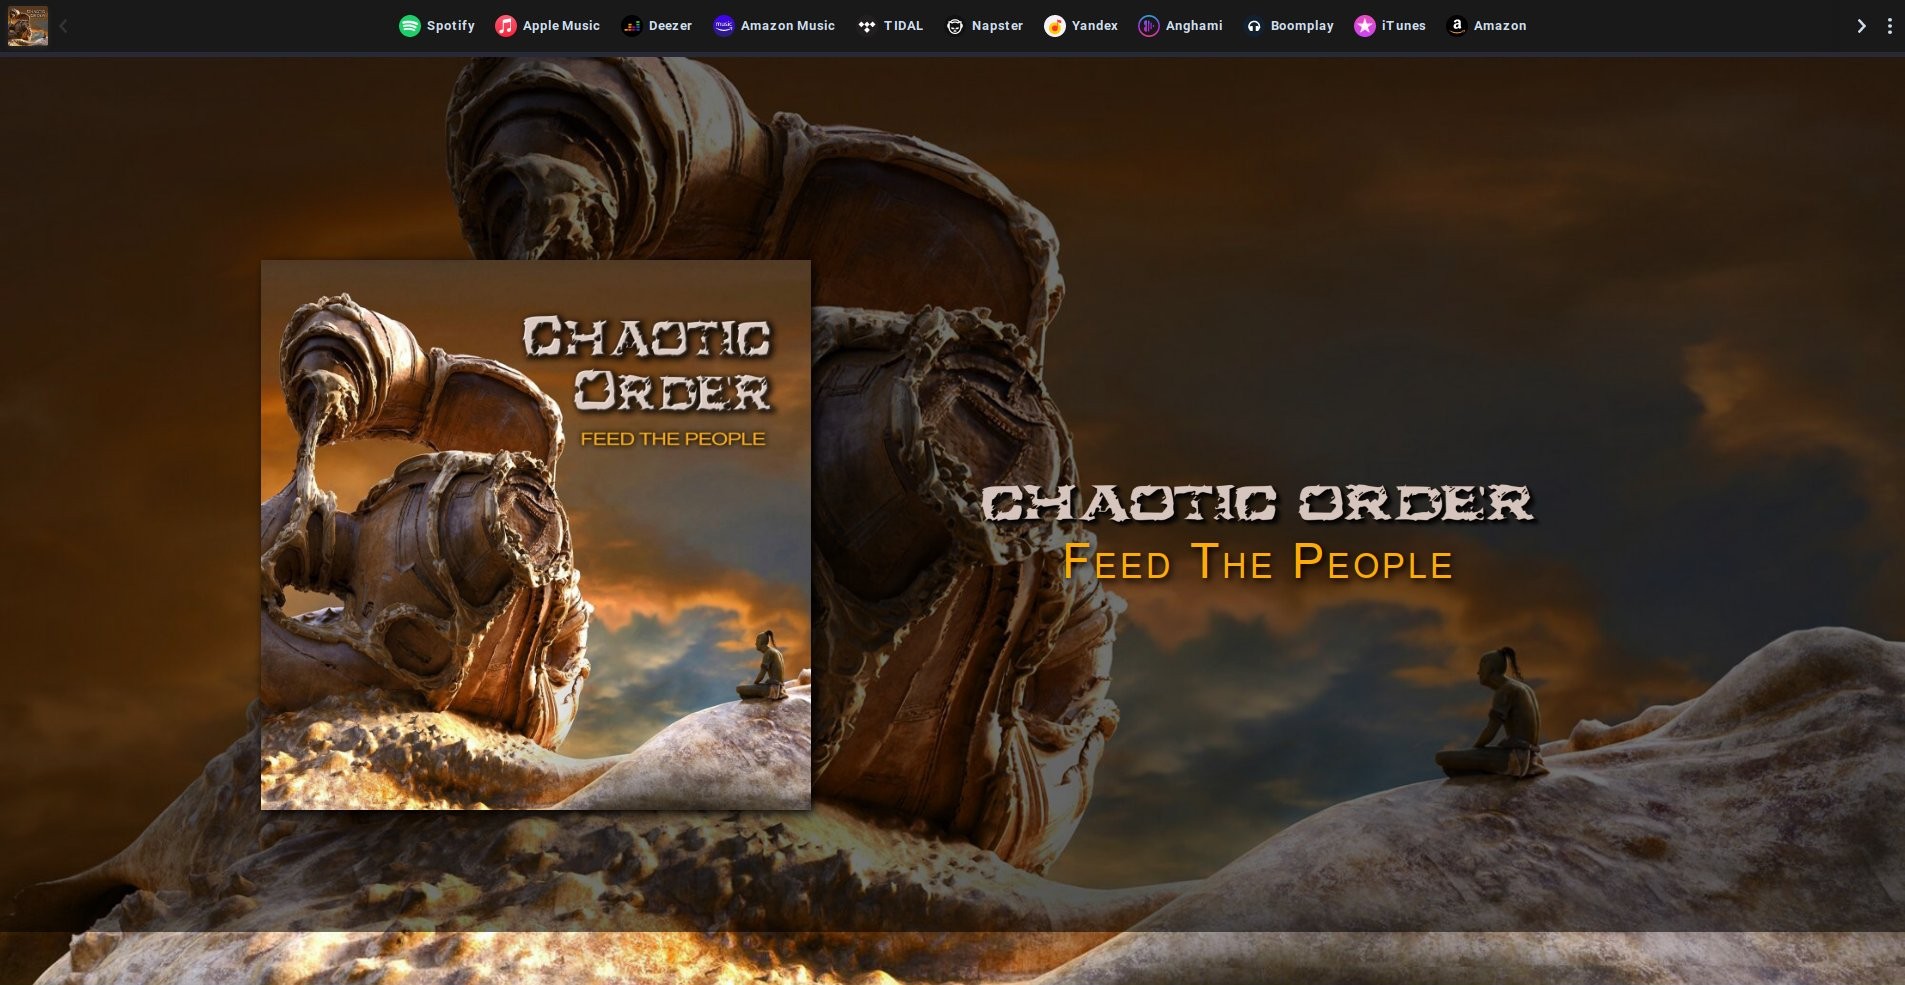 Spotify Apple Music Deezer Amazon Music TIDAL Napster Yandex Anghami Boomplay iTunes Amazon
CHAOTIC
ORDER
FEED THE PEOPLE
CHAOTIC ORDER
FEED THE PEOPLE